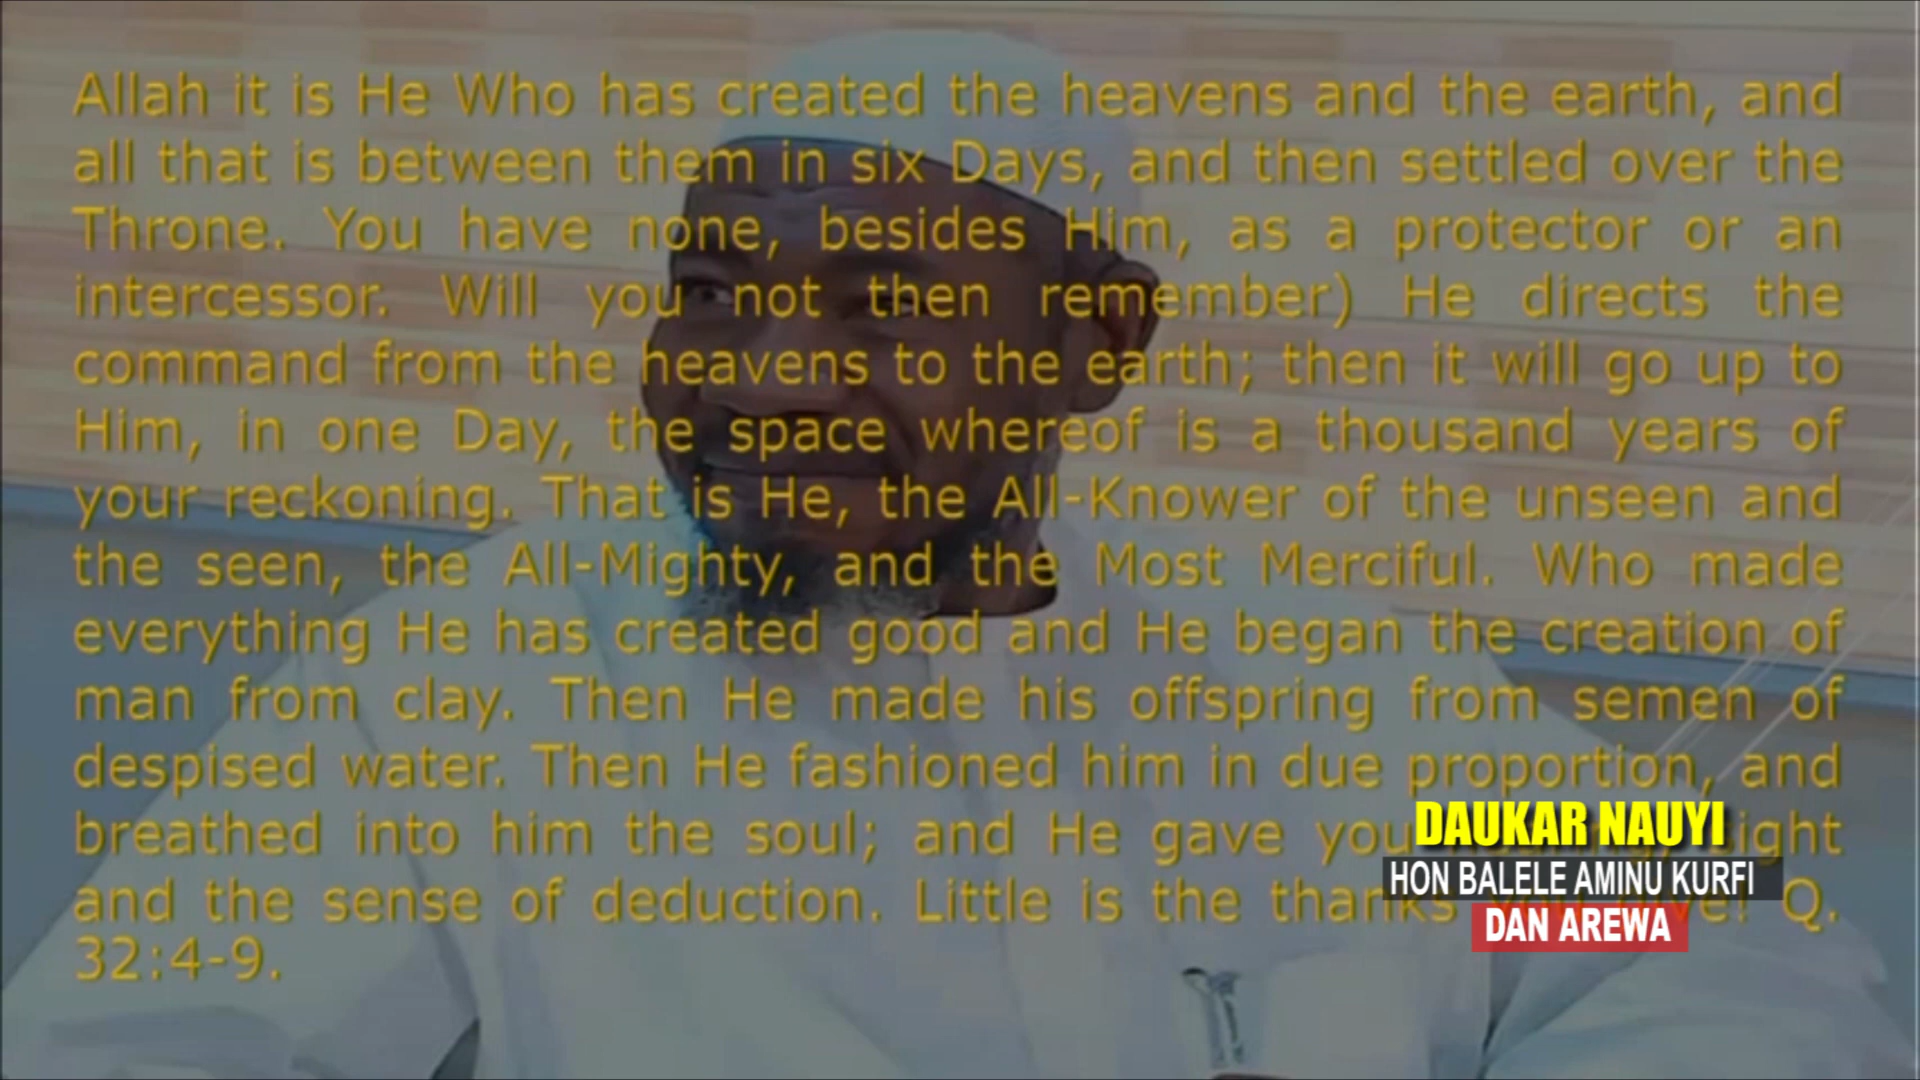 Allah it is He Who has created the heavens and the earth, and
all that is between them in six Days, and then settled over the
Throne. You have none, besides Him, as a protector or an
intercessor. Will you not then remember) He directs the
command from the heavens to the earth; then it will go up to
Him, in one Day, the space whereof is a thousand years of
your reckoning. That is He, the All-Knower of the unseen and
the seen, the All-Mighty, and the Most Merciful. Who made
everything He has created good and He began the creation of
man from clay. Then He made his offspring from semen of
despised water. Then He fashioned him in due proportion, and
breathed into him the soul; and He gave you
and the sense of deduction. Little is the thanks Q.
32:4-9.
DAUKAR NAUYI
HON BALELE AMINU KURFI
DAN AREWA